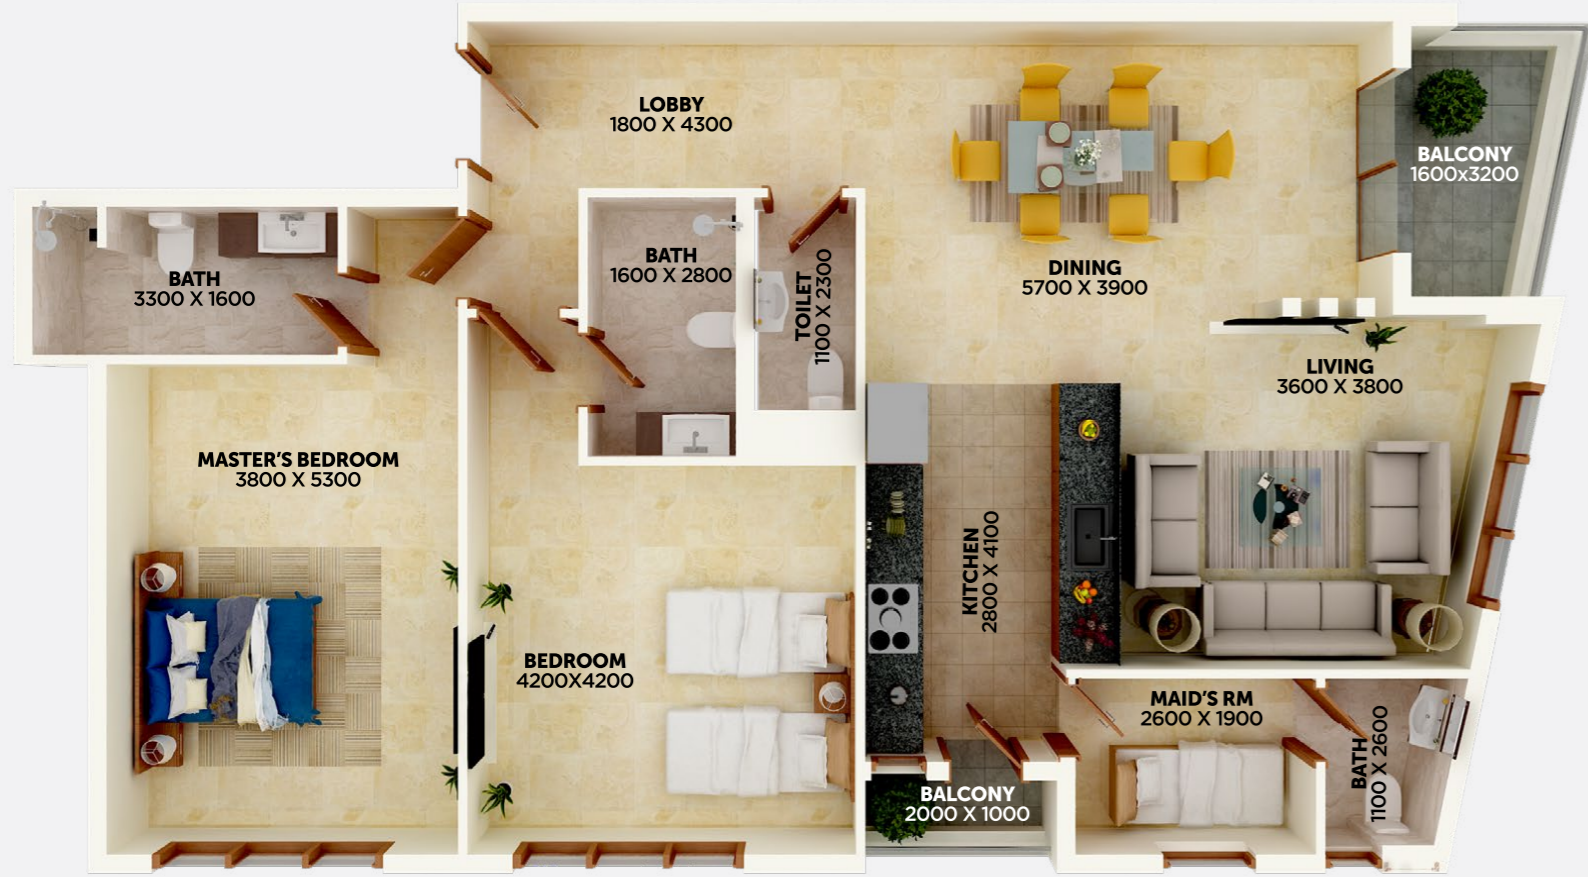 LOBBY
1800 X 4300
BALCONY
1600x3200
BATH
3300 X 1600
BATH
1600 X 2800
TOILET
1100 X 2300
DINING
5700 X 3900
LIVING
3600 X 3800
MASTER'S BEDROOM
3800 X 5300
KITCHEN
2800 X 4100
BEDROOM
4200X4200
MAID'S RM
2600 X 1900
BATH
1100 X 2600
BALCONY
2000 X 1000